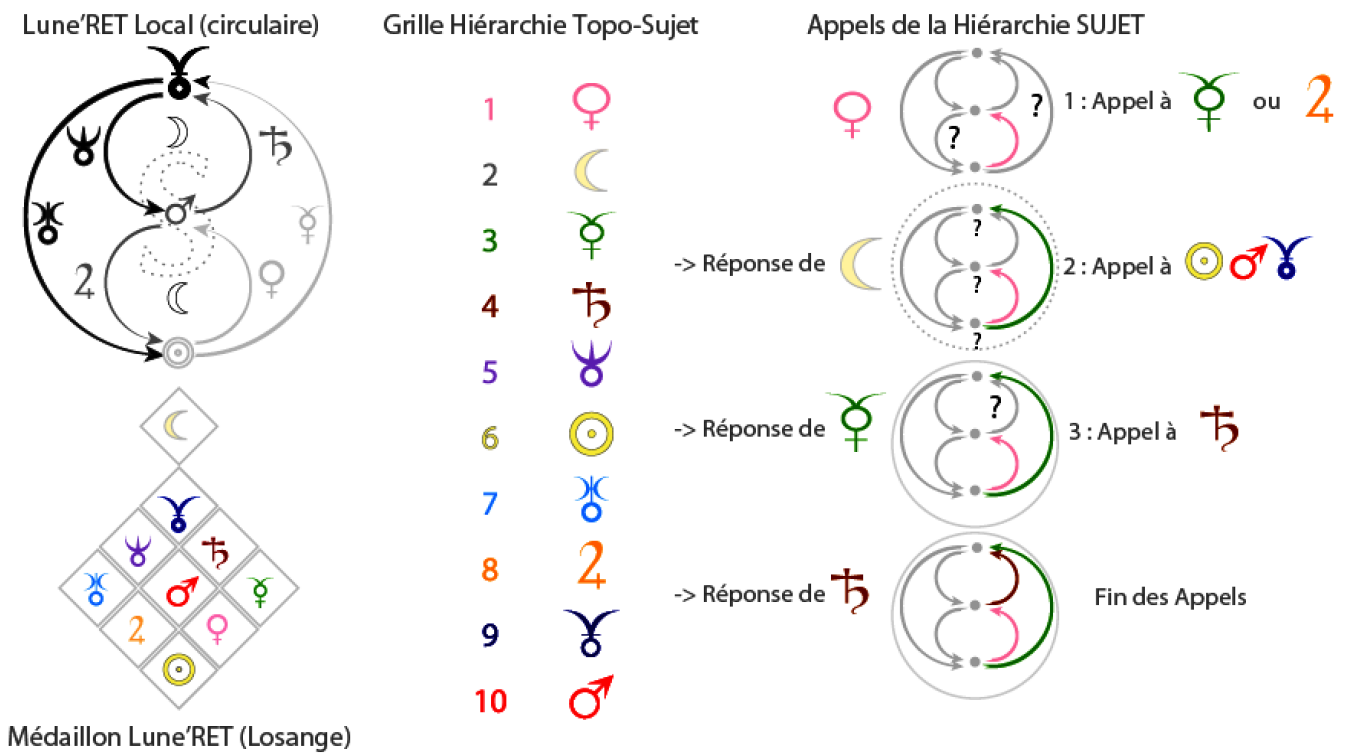 Lune'RET Local (circulaire)
Grille Hiérarchie Topo-Sujet
Appels de la Hiérarchie SUJET
1
2
3
4
5
6
7
8
9
10
?
?
1 : Appel à
ou
-> Réponse de
?
?
?
2 : Appel à
-> Réponse de
?
3 : Appel à
-> Réponse de
Fin des Appels
Médaillon Lune'RET (Losange)